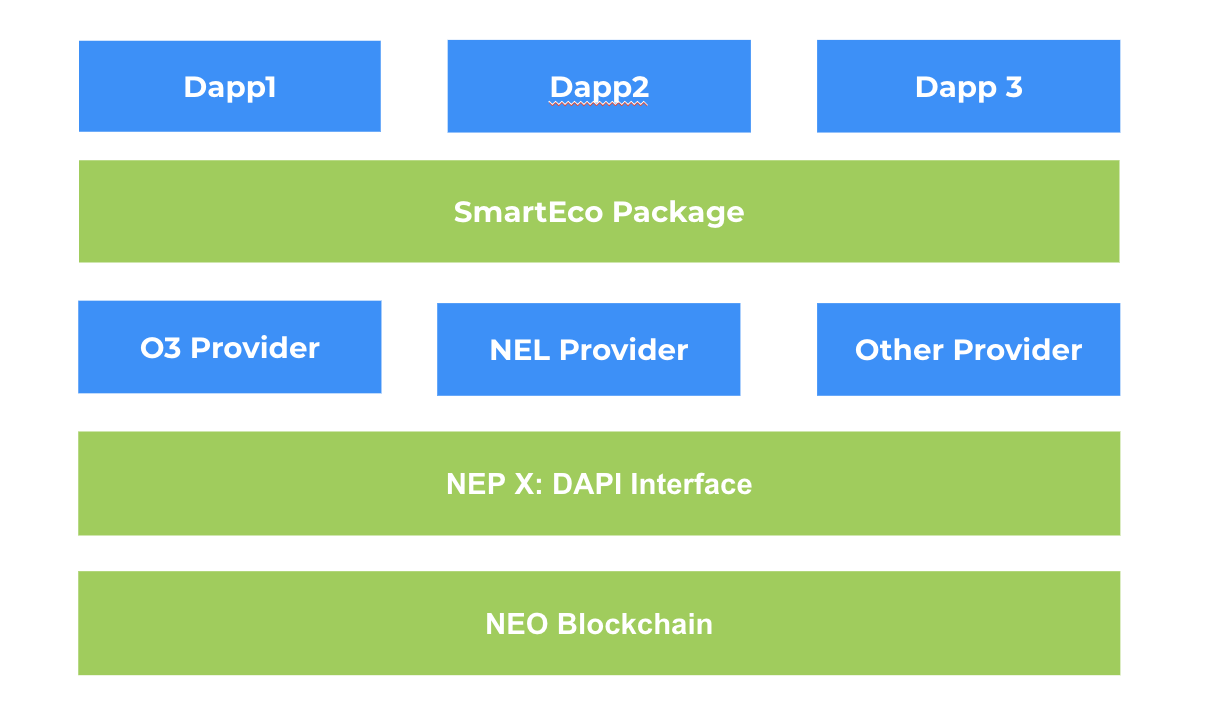 Dapp1
Dapp2
Dapp 3
SmartEco Package
O3 Provider
NEL Provider
Other Provider
NEP X: DAPI Interface
NEO Blockchain